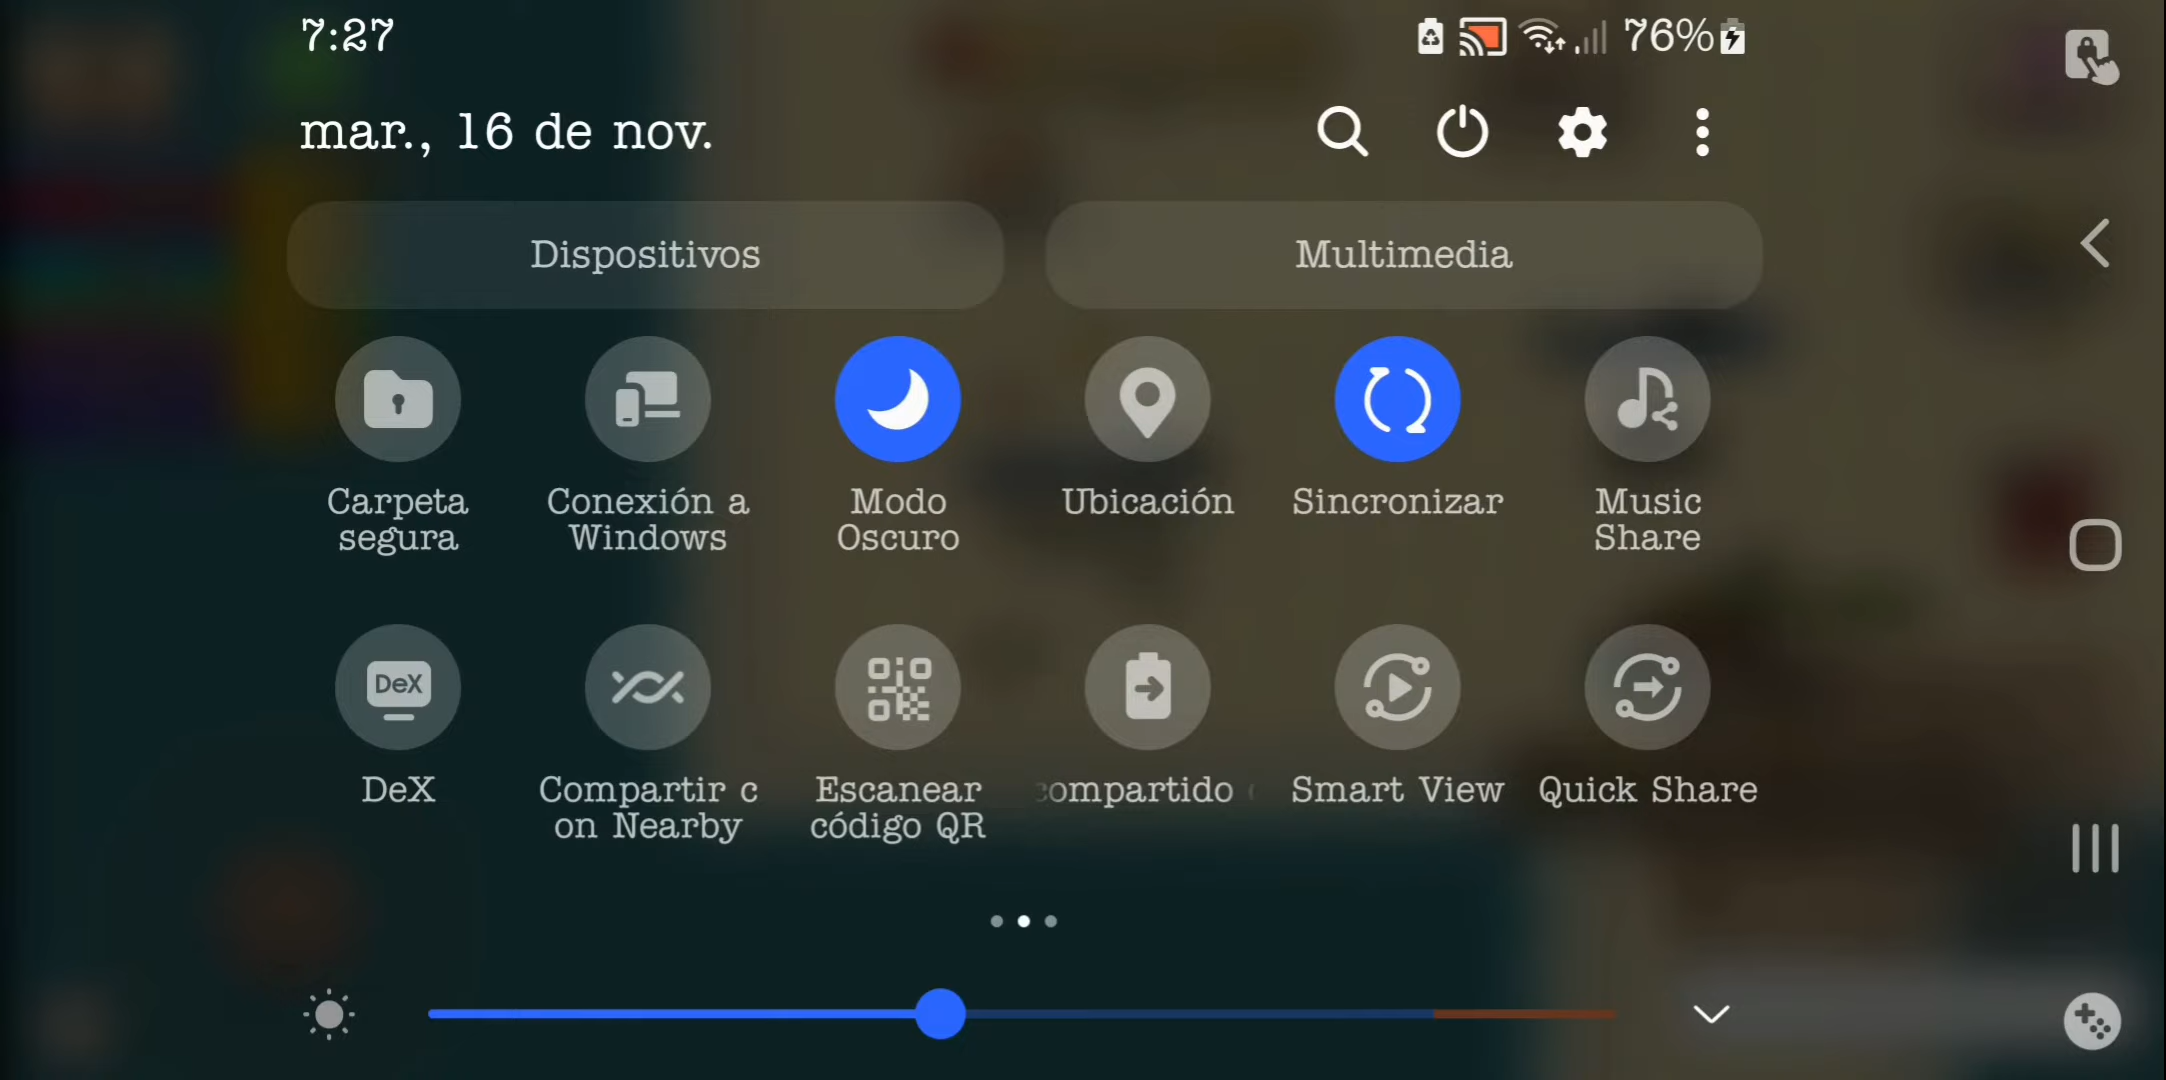 7:27
76%
mar., 16 de nov.
Dispositivos
Multimedia
Carpeta
segura
Conexión a
Windows
Modo
Oscuro
Ubicación
Sincronizar
Music
Share
DeX
DeX
Compartir c
on Nearby
Escanear
código QR
compartido
Smart View
Quick Share